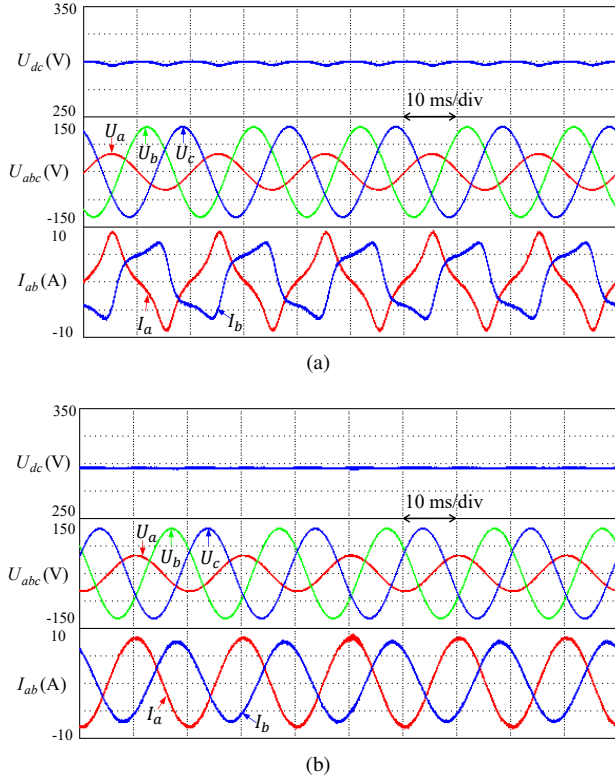 350
U_dc(V)
250
10 ms/div
150
U_a
U_b U_c
U_abc(V)
-150
10
I_ab(A)
I_a I_b
-10
(a)
350
U_dc(V)
250
10 ms/div
150
U_a
U_b U_c
U_abc(V)
-150
10
I_ab(A)
I_a I_b
-10
(b)